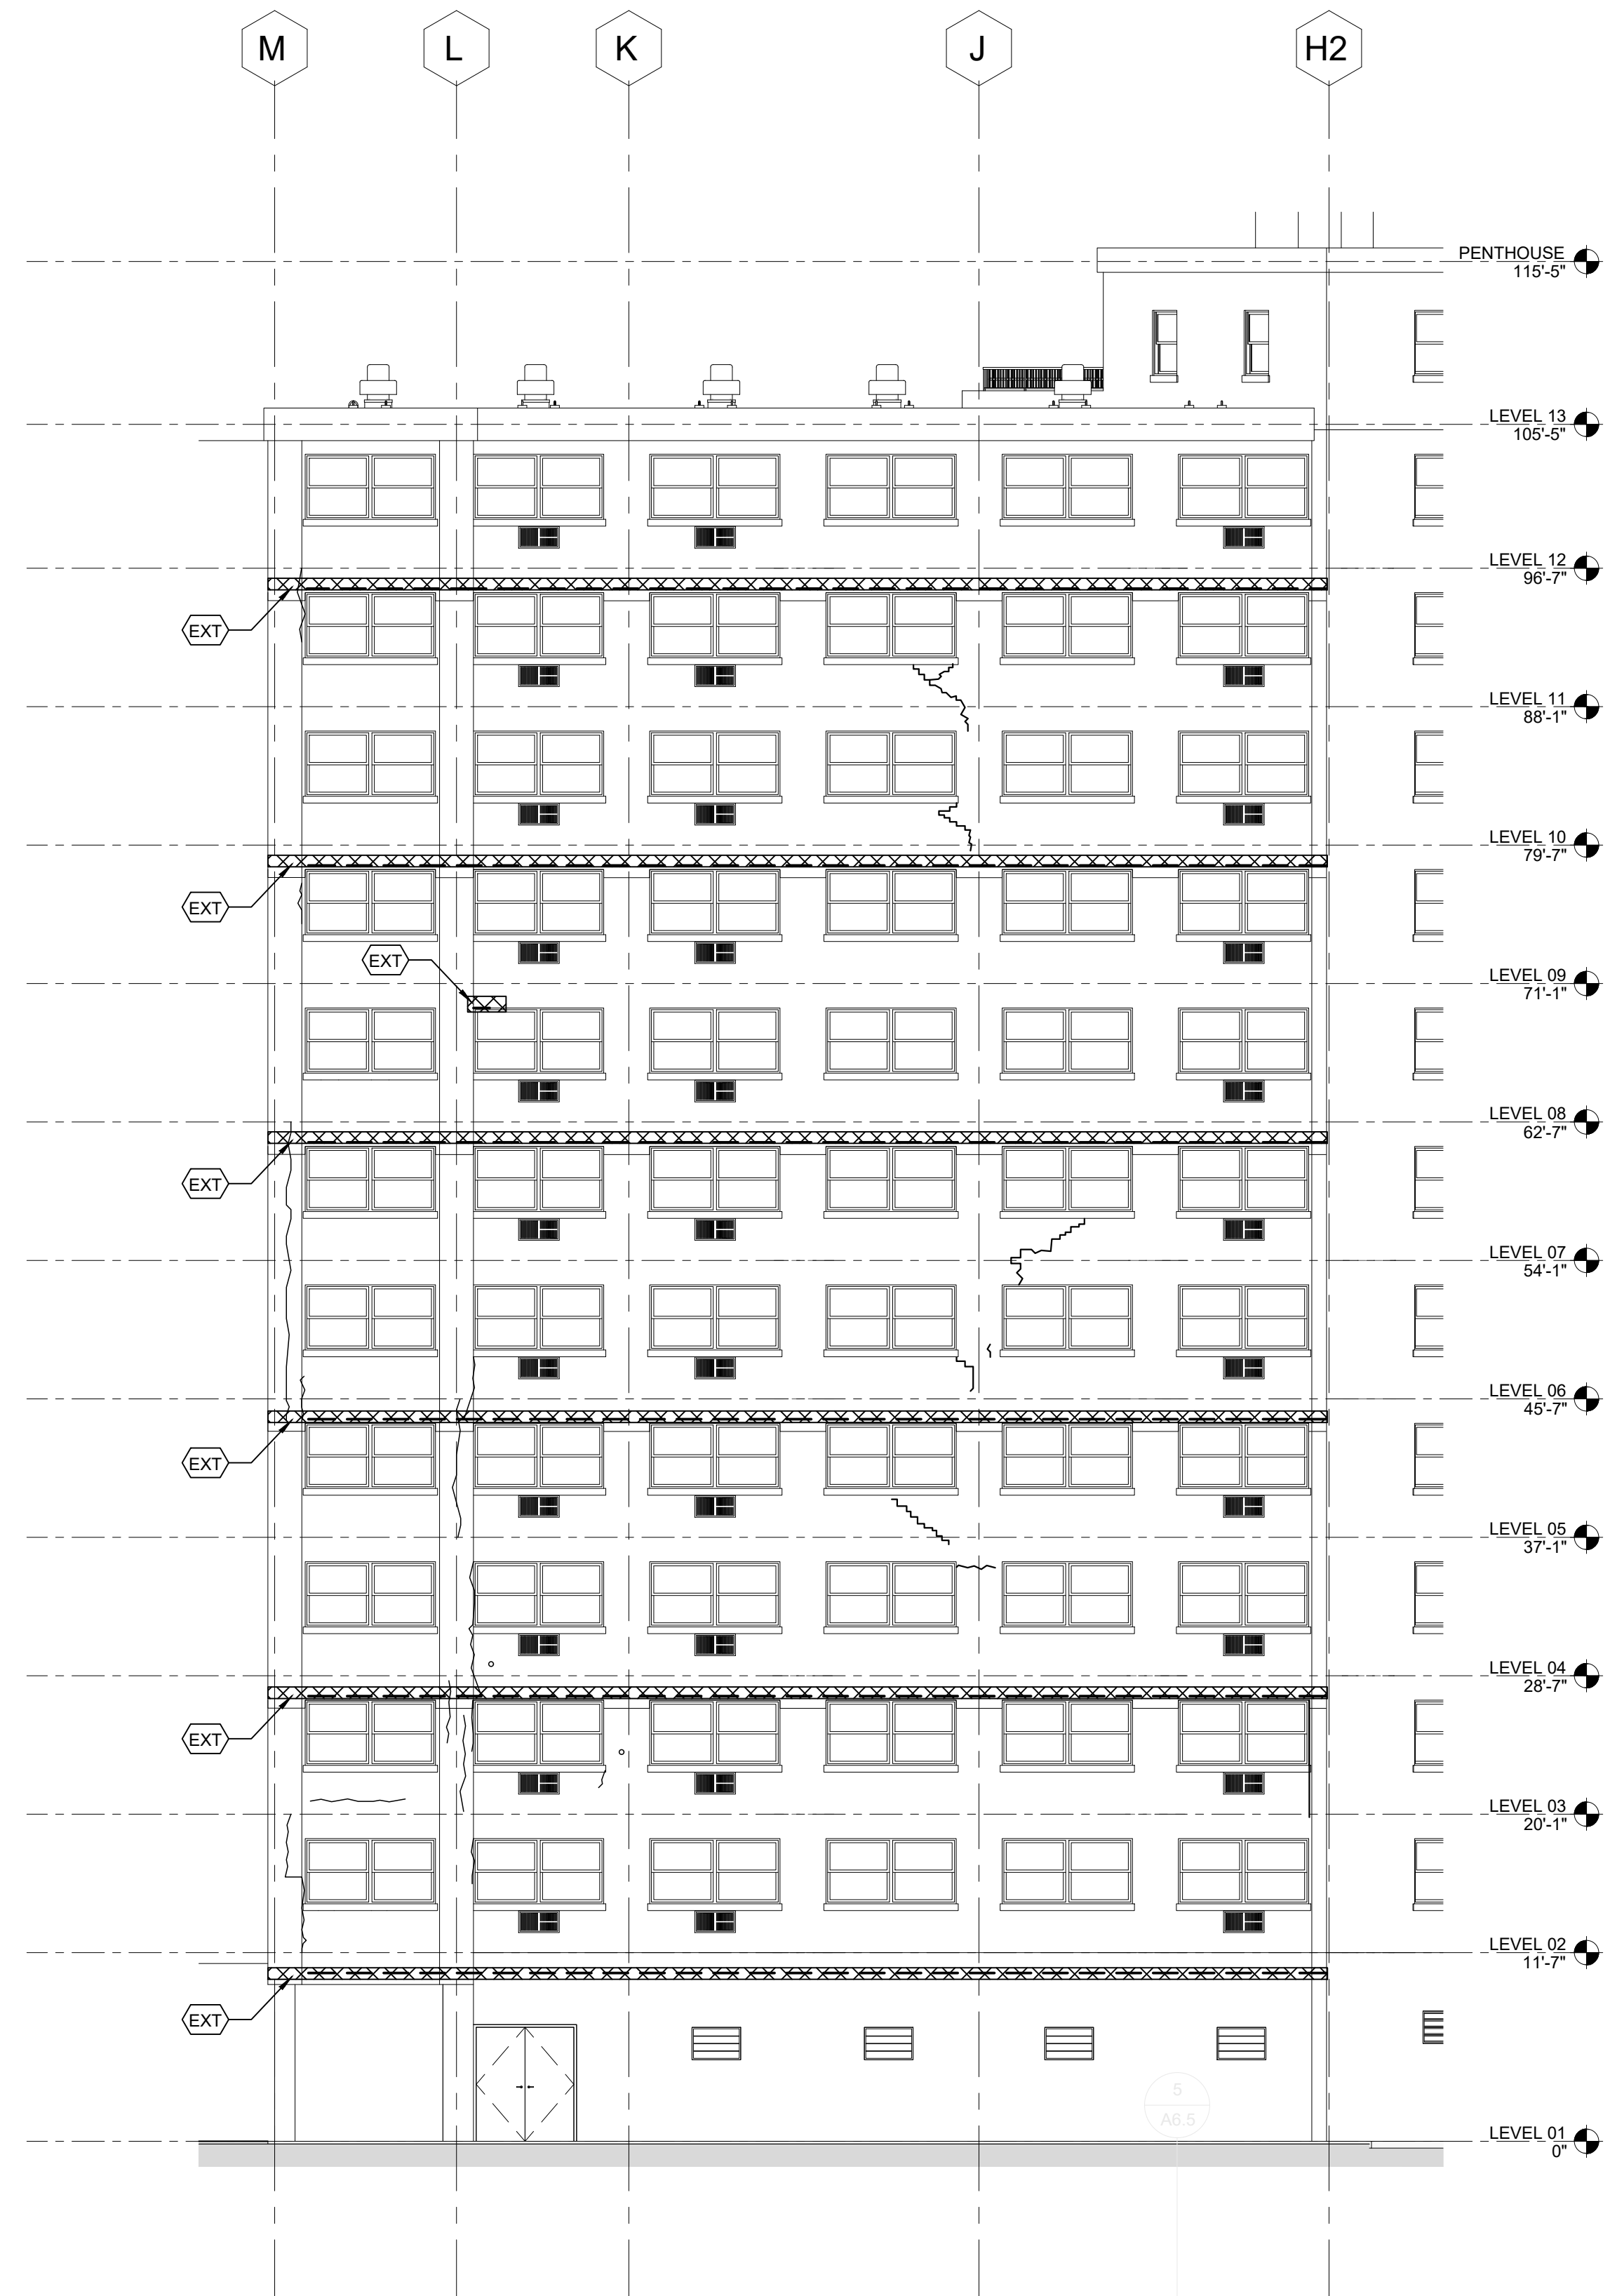 M L K J H2
PENTHOUSE
115'-5"
LEVEL 13
105'-5"
LEVEL 12
96'-7"
EXT
LEVEL 11
88'-1"
LEVEL 10
79'-7"
EXT
EXT
LEVEL 09
71'-1"
LEVEL 08
62'-7"
EXT
LEVEL 07
54'-1"
LEVEL 06
45'-7"
EXT
LEVEL 05
37'-1"
LEVEL 04
28'-7"
EXT
LEVEL 03
20'-1"
LEVEL 02
11'-7"
EXT
5
A6.5
LEVEL 01
0"